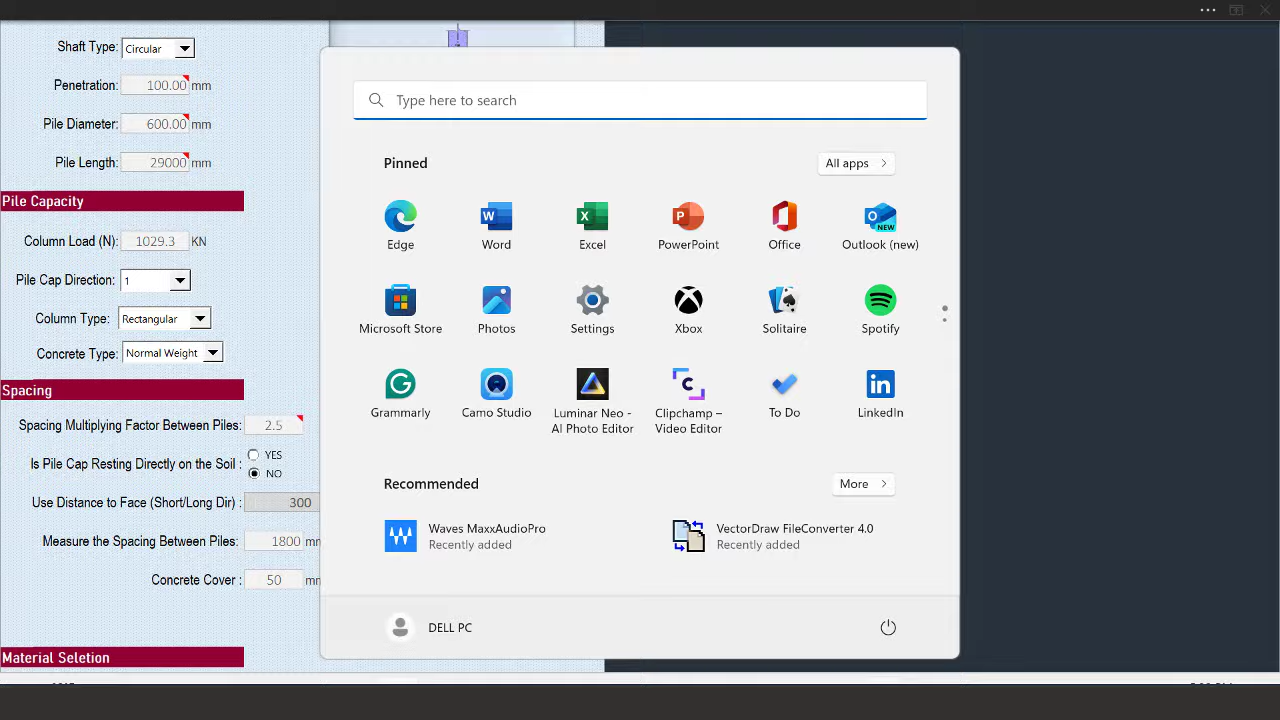 Shaft Type: Circular
Penetration: 100.00 mm
Pile Diameter: 600.00 mm
Pile Length: 29000 mm
Pile Capacity
Column Load (N): 1029.3 KN
Pile Cap Direction: 1
Column Type: Rectangular
Concrete Type: Normal Weight
Spacing
Spacing Multiplying Factor Between Piles: 2.5
Is Pile Cap Resting Directly on the Soil : YES
NO
Use Distance to Face (Short/Long Dir) : 300
Measure the Spacing Between Piles: 1800 mm
Concrete Cover : 50 mm
Material Seletion
Type here to search
Pinned
All apps
Edge
Word
Excel
PowerPoint
Office
Outlook (new)
Microsoft Store
Photos
Settings
Xbox
Solitaire
Spotify
Grammarly
Camo Studio
Luminar Neo -
AI Photo Editor
Clipchamp –
Video Editor
To Do
LinkedIn
Recommended
More
Waves MaxxAudioPro
Recently added
VectorDraw FileConverter 4.0
Recently added
DELL PC